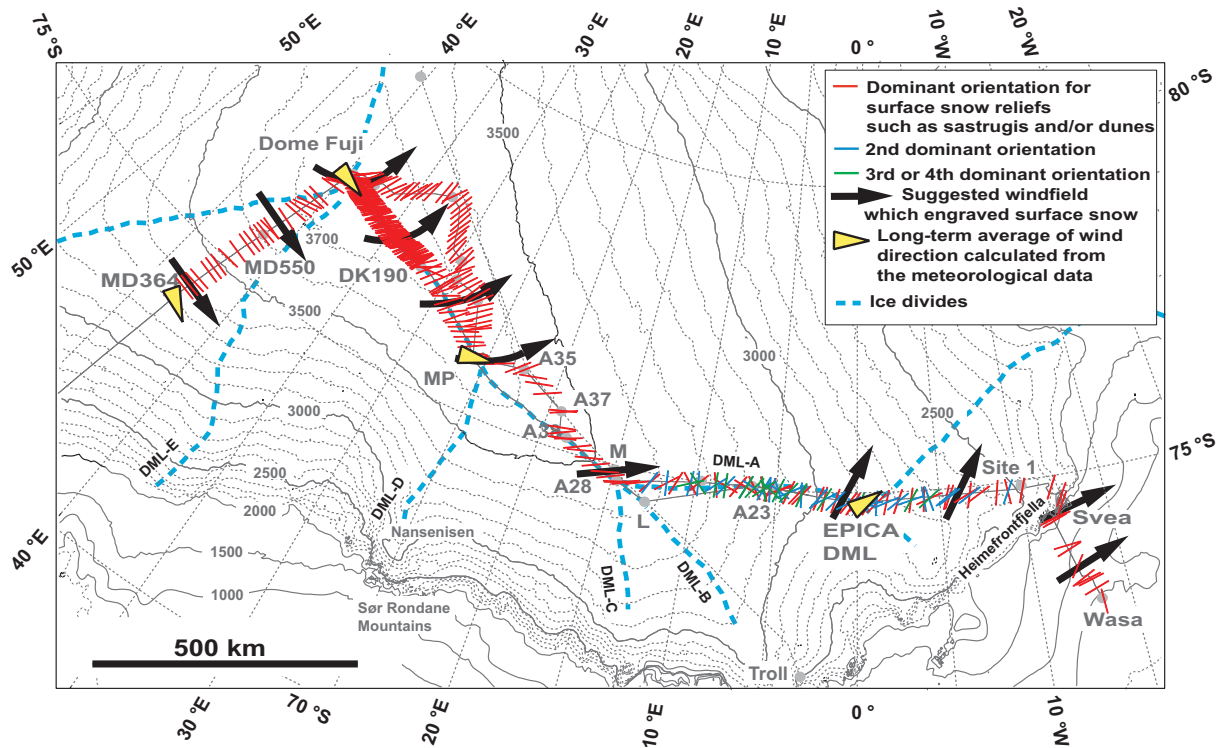 75 °S
50 °E
40 °E
30 °E
20 °E
10 °E
0 °
10 °W
20 °W
80 °S
Dominant orientation for
surface snow reliefs
such as sastrugis and/or dunes
2nd dominant orientation
3rd or 4th dominant orientation
Suggested windfield
which engraved surface snow
Long-term average of wind
direction calculated from
the meteorological data
Ice divides
3500
Dome Fuji
3700
MD550
DK190
MD364
50 °E
3500
A35
MP
3000
A37
3000
2500
75 °S
A39
M
DML-A
Site 1
DML-E
2500
A28
DML-D
L
A23
EPICA
DML
Svea
2000
Nansenisen
Heimefrontfjella
40 °E
1500
DML-C
DML-B
1000
Sør Rondane
Mountains
Wasa
500 km
Troll
30 °E
70 °S
20 °E
10 °E
0 °
10 °W